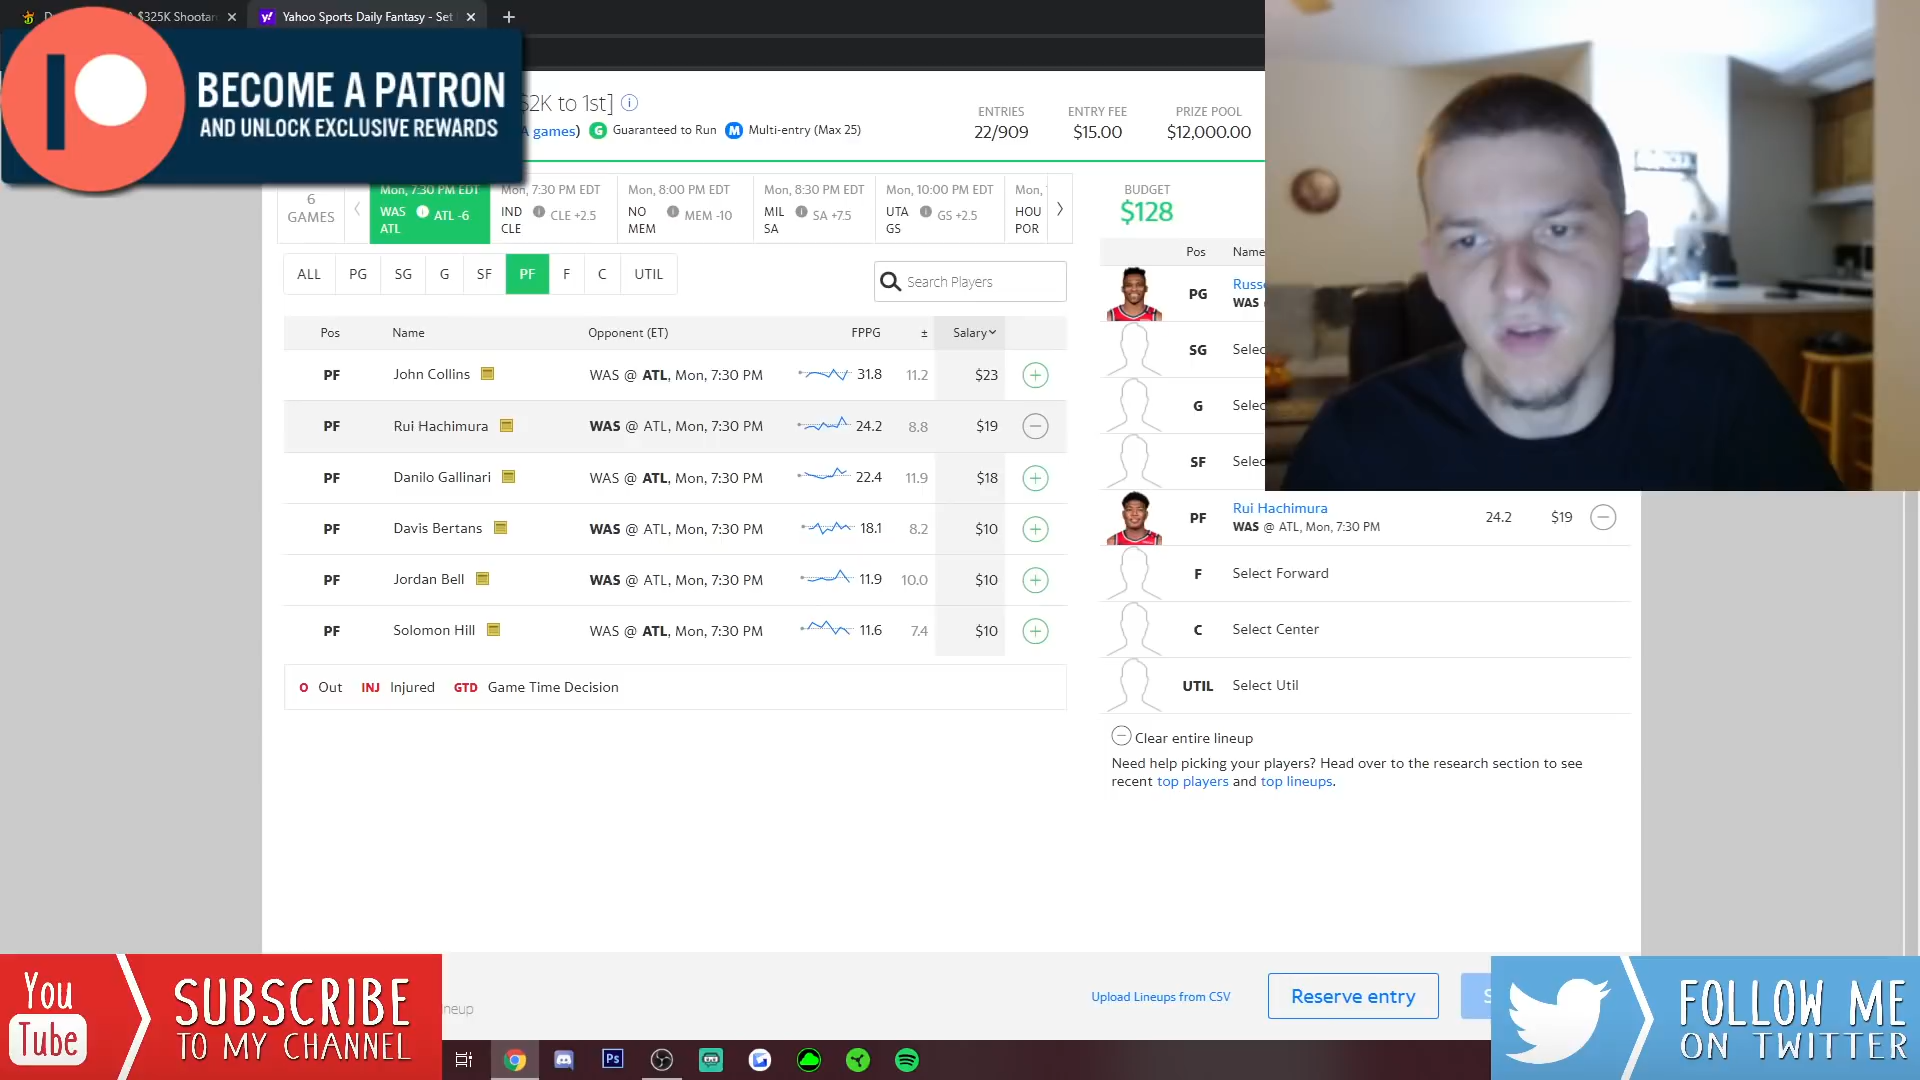 $325K Shootar
Yahoo Sports Daily Fantasy - Set
BECOME A PATRON
AND UNLOCK EXCLUSIVE REWARDS
$2K to 1st]
games) G Guaranteed to Run M Multi-entry (Max 25)
ENTRIES
22/909
ENTRY FEE
$15.00
PRIZE POOL
$12,000.00
6
GAMES
Mon, 7:30 PM EDT
WAS
ATL
ATL -6
Mon, 7:30 PM EDT
IND
CLE
CLE +2.5
Mon, 8:00 PM EDT
NO
MEM
MEM -10
Mon, 8:30 PM EDT
MIL
SA
SA +7.5
Mon, 10:00 PM EDT
UTA
GS
GS +2.5
Mon,
HOU
POR
BUDGET
$128
ALL PG SG G SF PF F C UTIL
Search Players
Pos Name Opponent (ET) FPPG ± Salary
PF John Collins WAS @ ATL, Mon, 7:30 PM 31.8 11.2 $23
PF Rui Hachimura WAS @ ATL, Mon, 7:30 PM 24.2 8.8 $19
PF Danilo Gallinari WAS @ ATL, Mon, 7:30 PM 22.4 11.9 $18
PF Davis Bertans WAS @ ATL, Mon, 7:30 PM 18.1 8.2 $10
PF Jordan Bell WAS @ ATL, Mon, 7:30 PM 11.9 10.0 $10
PF Solomon Hill WAS @ ATL, Mon, 7:30 PM 11.6 7.4 $10
O Out INJ Injured GTD Game Time Decision
Pos Name
PG Russ
WAS
SG Selec
G Selec
SF Selec
PF Rui Hachimura 24.2 $19
WAS @ ATL, Mon, 7:30 PM
F Select Forward
C Select Center
UTIL Select Util
Clear entire lineup
Need help picking your players? Head over to the research section to see
recent top players and top lineups.
Upload Lineups from CSV
Reserve entry
S
neup
You
Tube
SUBSCRIBE
TO MY CHANNEL
Ps
FOLLOW ME
ON TWITTER